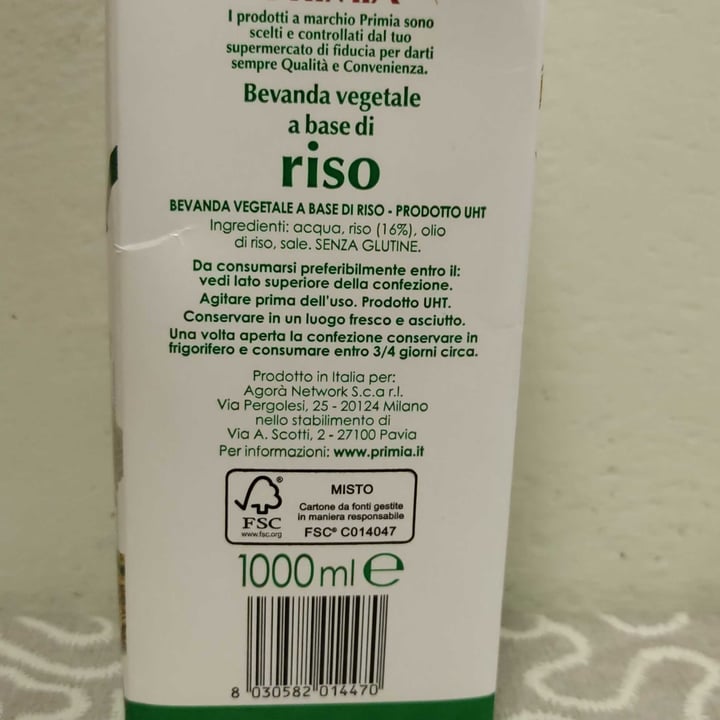 I prodotti a marchio Primia sono
scelti e controllati dal tuo
supermercato di fiducia per darti
sempre Qualità e Convenienza.
Bevanda vegetale
a base di
riso
BEVANDA VEGETALE A BASE DI RISO - PRODOTTO UHT
Ingredienti: acqua, riso (16%), olio
di riso, sale. SENZA GLUTINE.
Da consumarsi preferibilmente entro il:
vedi lato superiore della confezione.
Agitare prima dell'uso. Prodotto UHT.
Conservare in un luogo fresco e asciutto.
Una volta aperta la confezione conservare in
frigorifero e consumare entro 3/4 giorni circa.
Prodotto in Italia per:
Agorà Network S.c.a r.l.
Via Pergolesi, 25 - 20124 Milano
nello stabilimento di
Via A. Scotti, 2 - 27100 Pavia
Per informazioni: www.primia.it
FSC®
www.fsc.org
MISTO
Cartone da fonti gestite
in maniera responsabile
FSC® C014047
1000 ml ℮
8 030582 014470